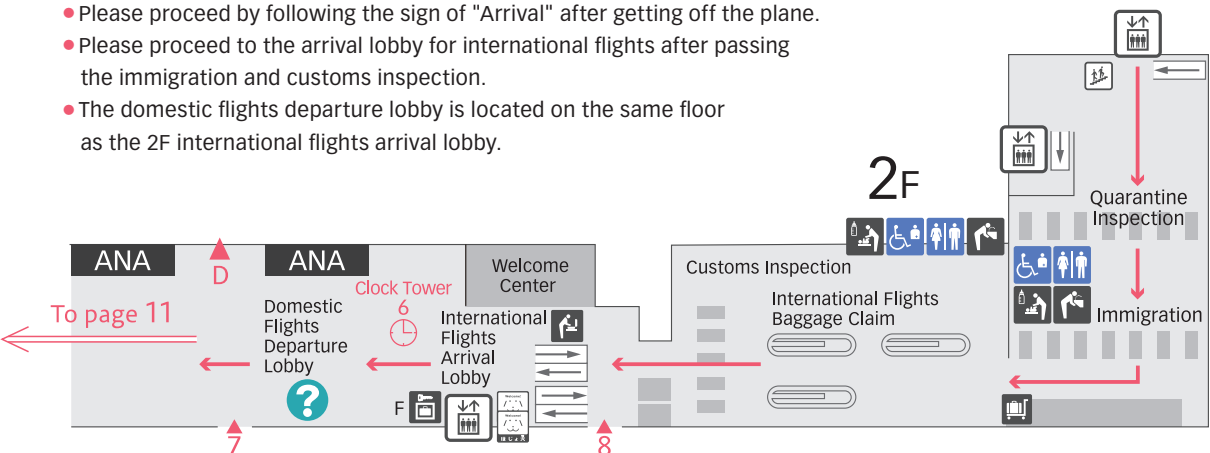 • Please proceed by following the sign of "Arrival" after getting off the plane.
• Please proceed to the arrival lobby for international flights after passing
the immigration and customs inspection.
• The domestic flights departure lobby is located on the same floor
as the 2F international flights arrival lobby.
2F
Quarantine
Inspection
Immigration
ANA
D
ANA
Welcome
Center
Customs Inspection
International Flights
Baggage Claim
Clock Tower
6
To page 11
Domestic
Flights
Departure
Lobby
International
Flights
Arrival
Lobby
?
F
7
8